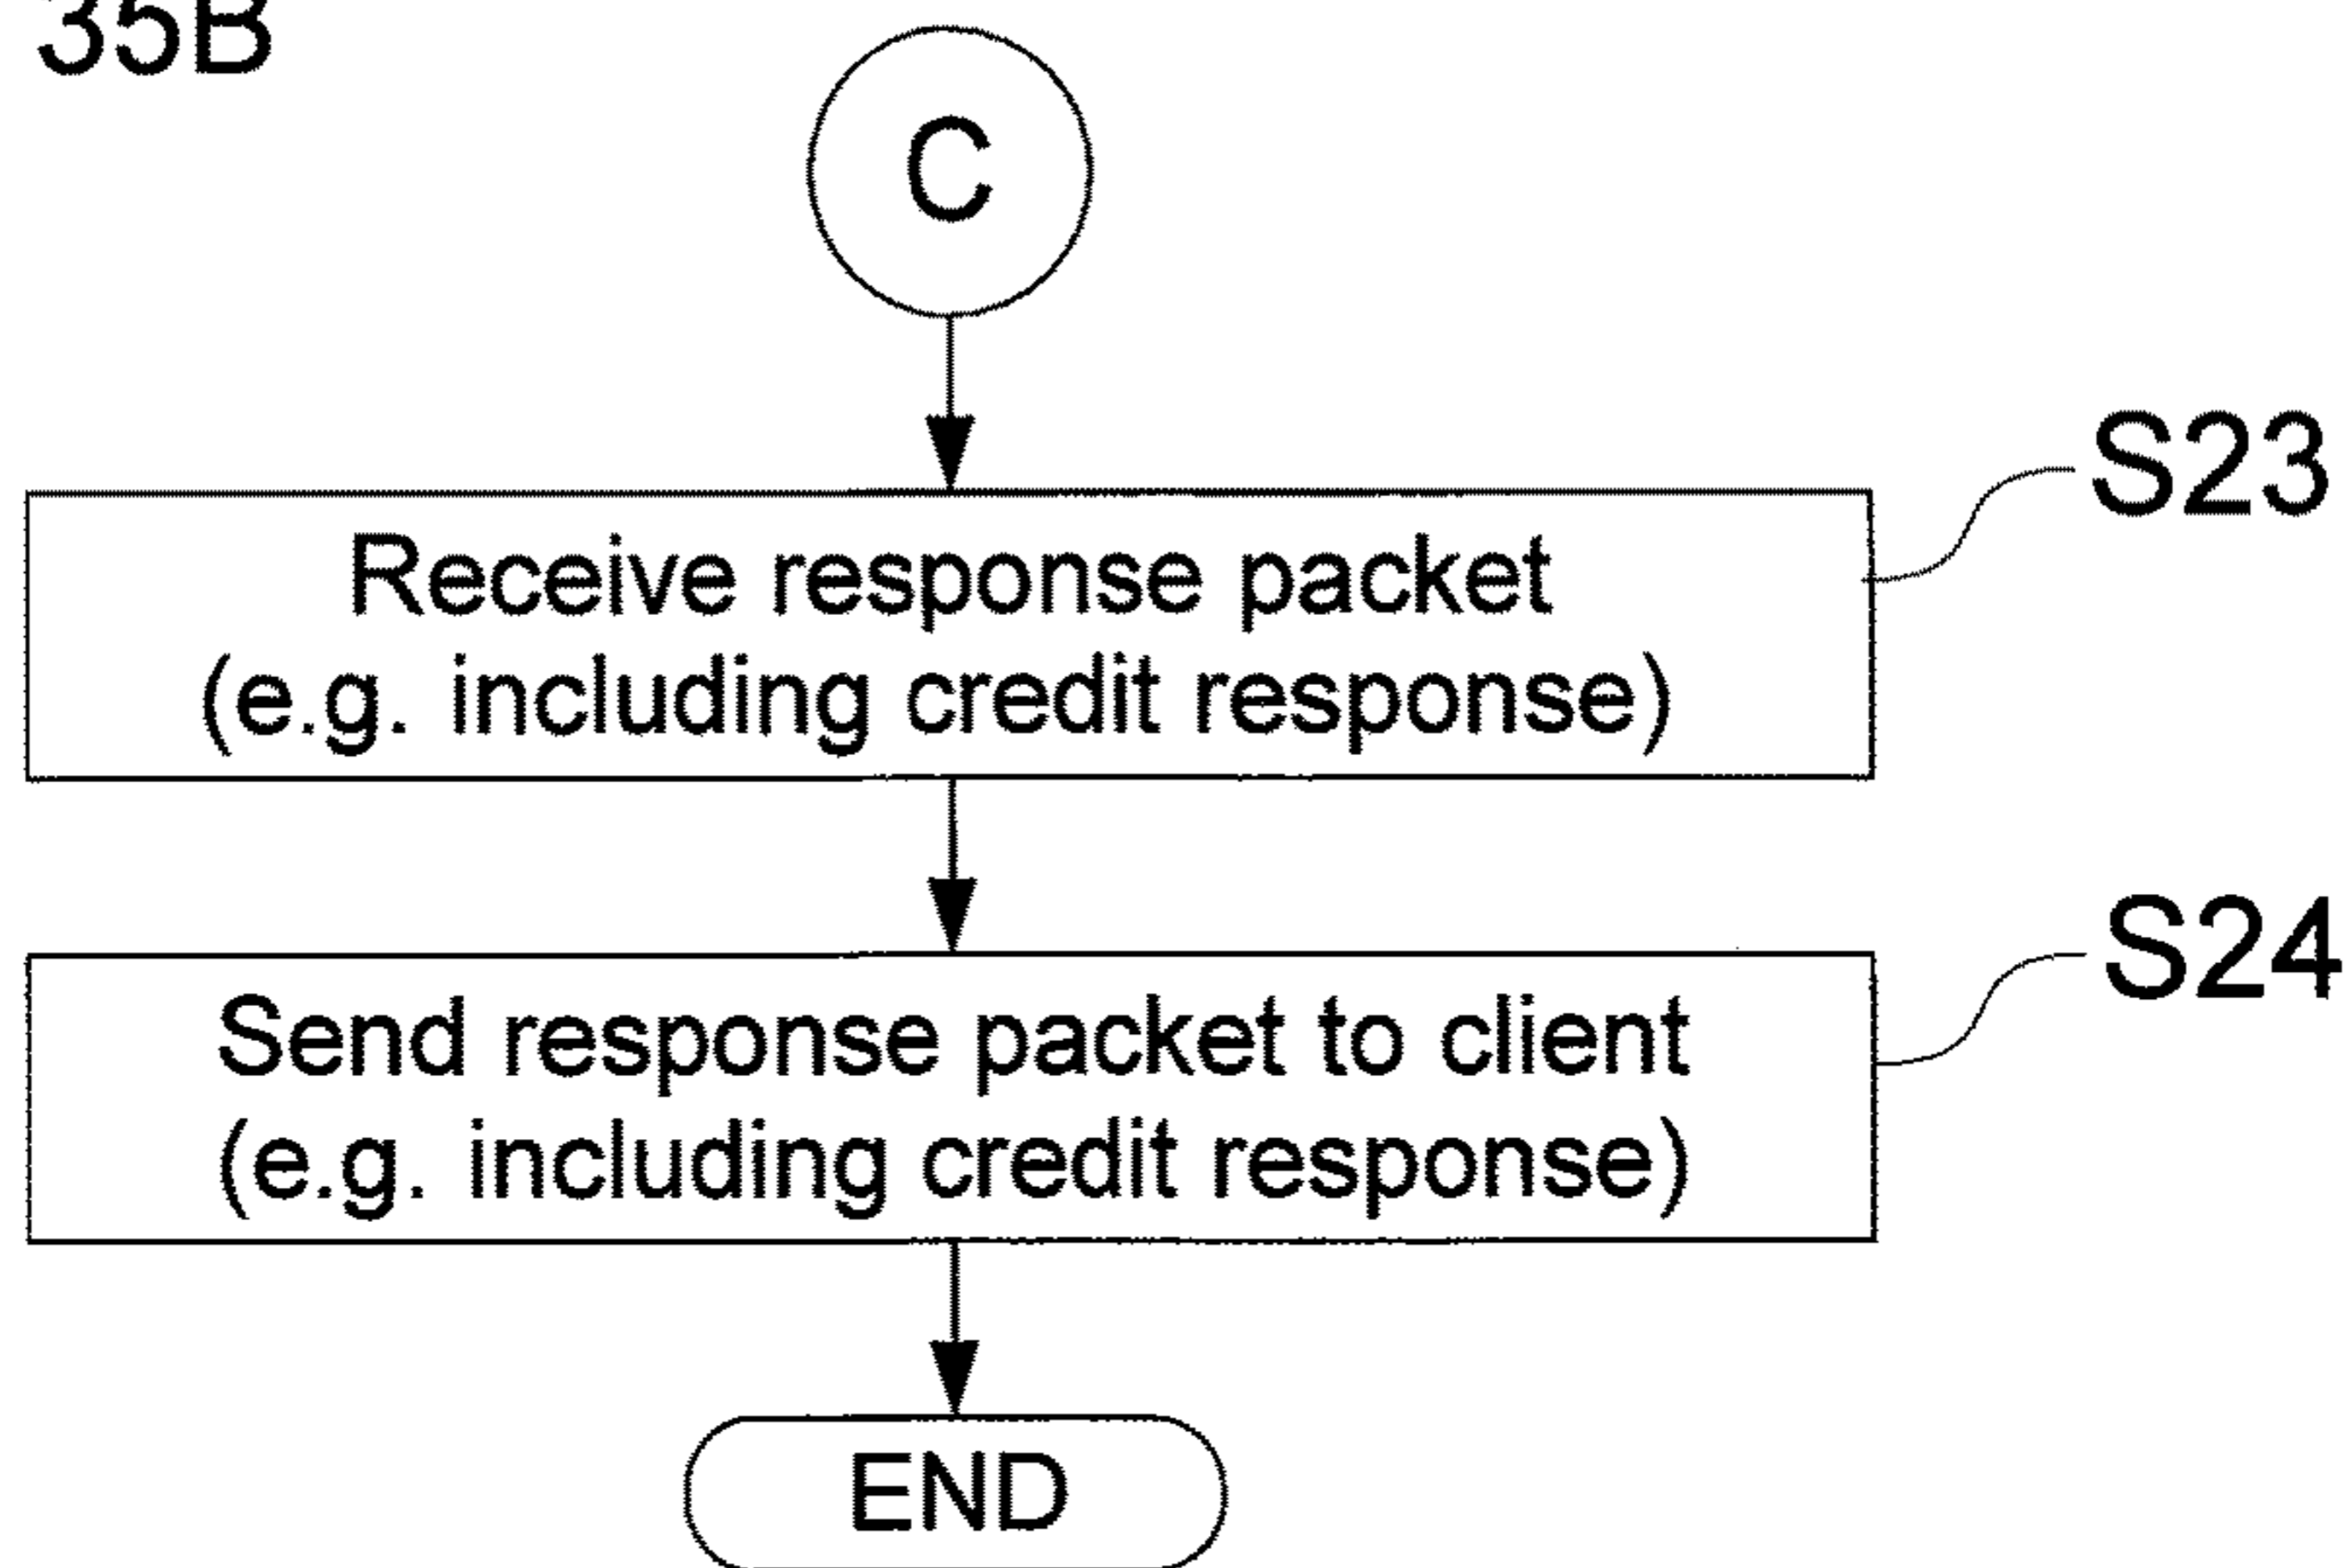 35B
C
S23
Receive response packet
(e.g. including credit response)
S24
Send response packet to client
(e.g. including credit response)
END